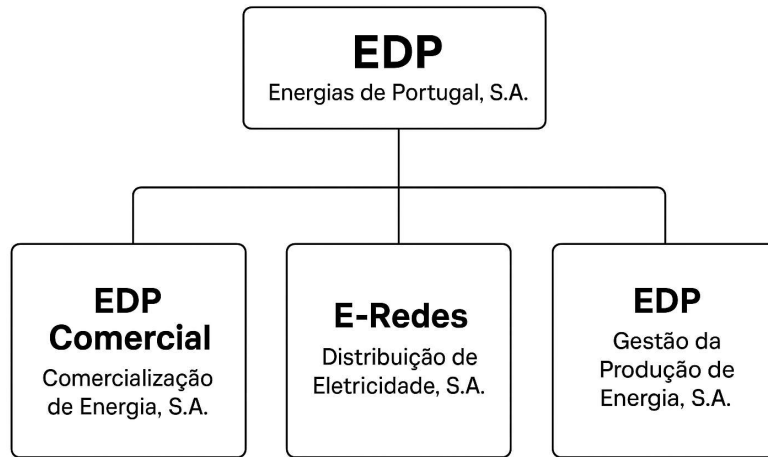 EDP
Energias de Portugal, S.A.
EDP
Comercial
Comercialização
de Energia, S.A.
E-Redes
Distribuição de
Eletricidade, S.A.
EDP
Gestão da
Produção de
Energia, S.A.